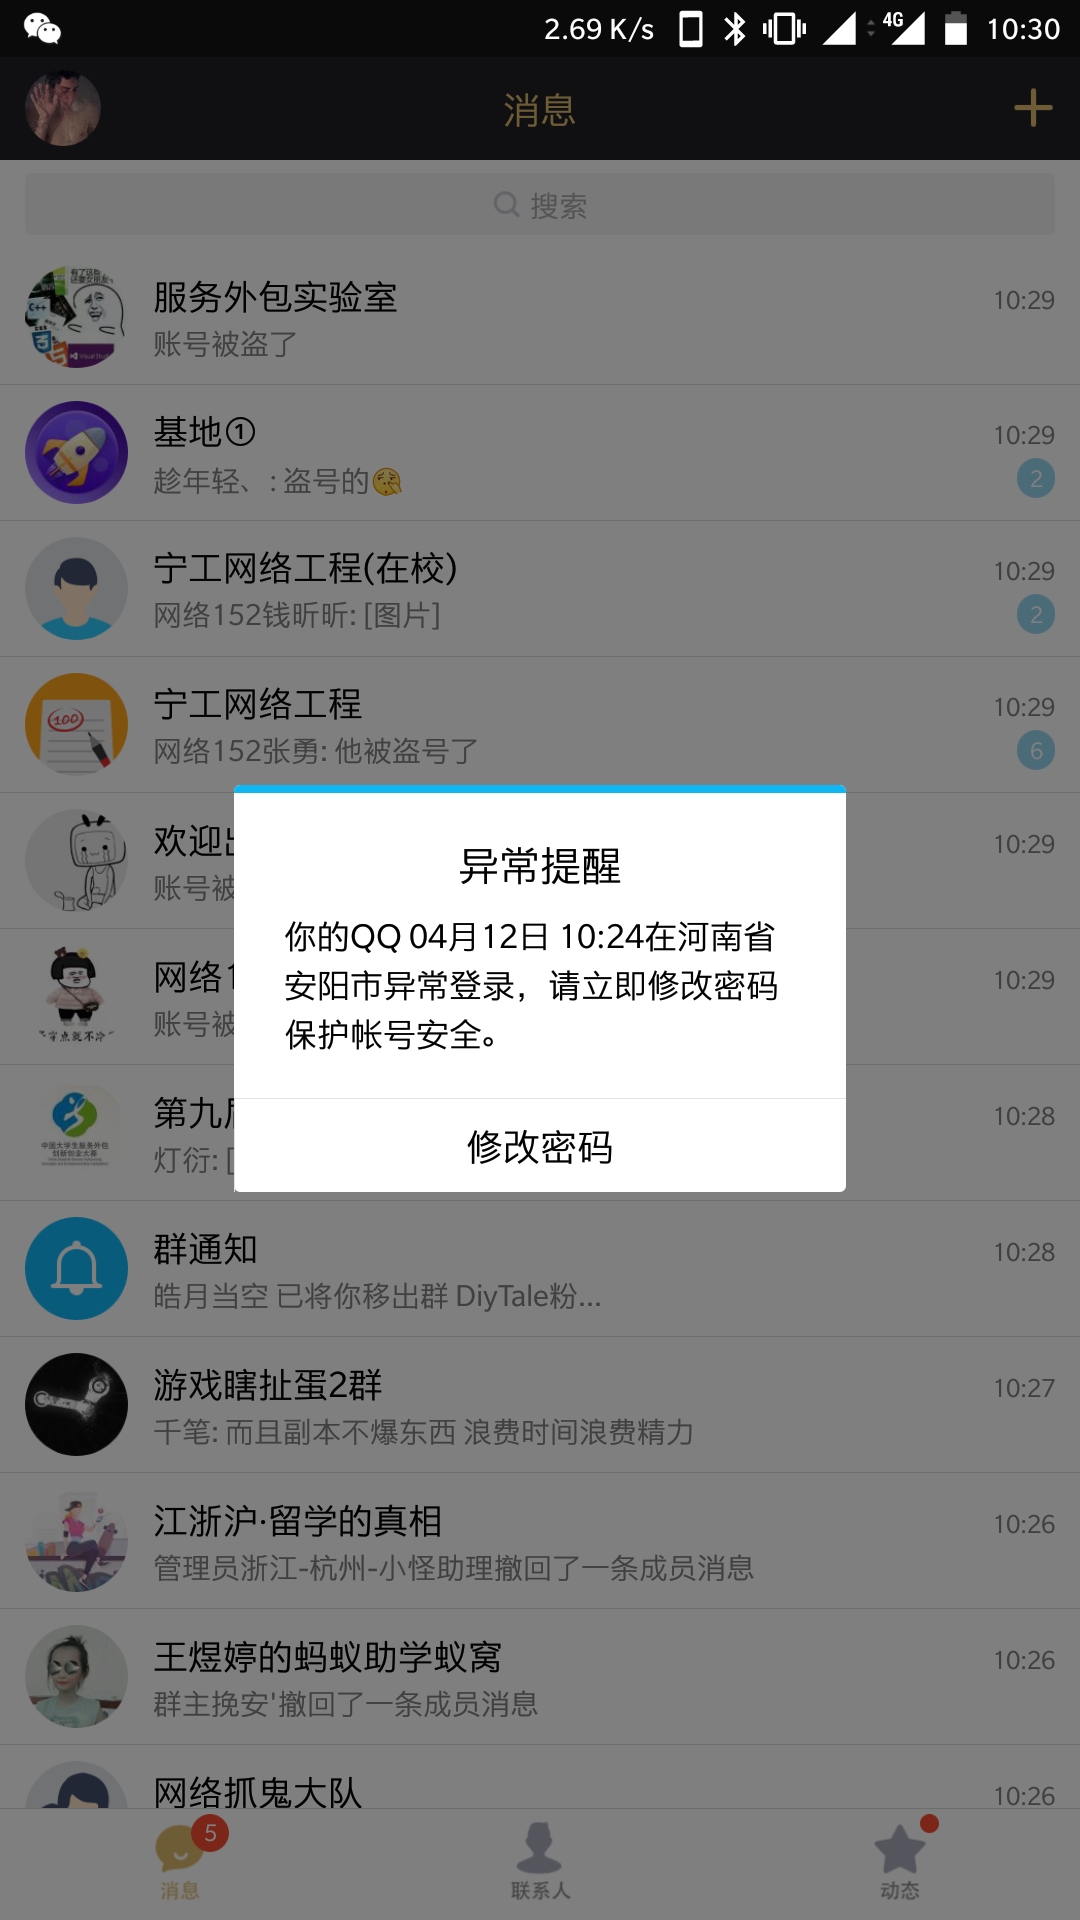 2.69 K/s 4G 10:30
消息
搜索
服务外包实验室 10:29
账号被盗了
基地① 10:29
趁年轻、: 盗号的 2
宁工网络工程(在校) 10:29
网络152钱昕昕: [图片] 2
宁工网络工程 10:29
网络152张勇: 他被盗号了 6
欢迎 10:29
账号被
网络1 10:29
账号被
第九 10:28
灯衍: [
异常提醒
你的QQ 04月12日 10:24在河南省
安阳市异常登录，请立即修改密码
保护帐号安全。
修改密码
群通知 10:28
皓月当空 已将你移出群 DiyTale粉...
游戏瞎扯蛋2群 10:27
千笔: 而且副本不爆东西 浪费时间浪费精力
江浙沪·留学的真相 10:26
管理员浙江-杭州-小怪助理撤回了一条成员消息
王煜婷的蚂蚁助学蚁窝 10:26
群主挽安'撤回了一条成员消息
网络抓鬼大队 10:26
5
消息 联系人 动态